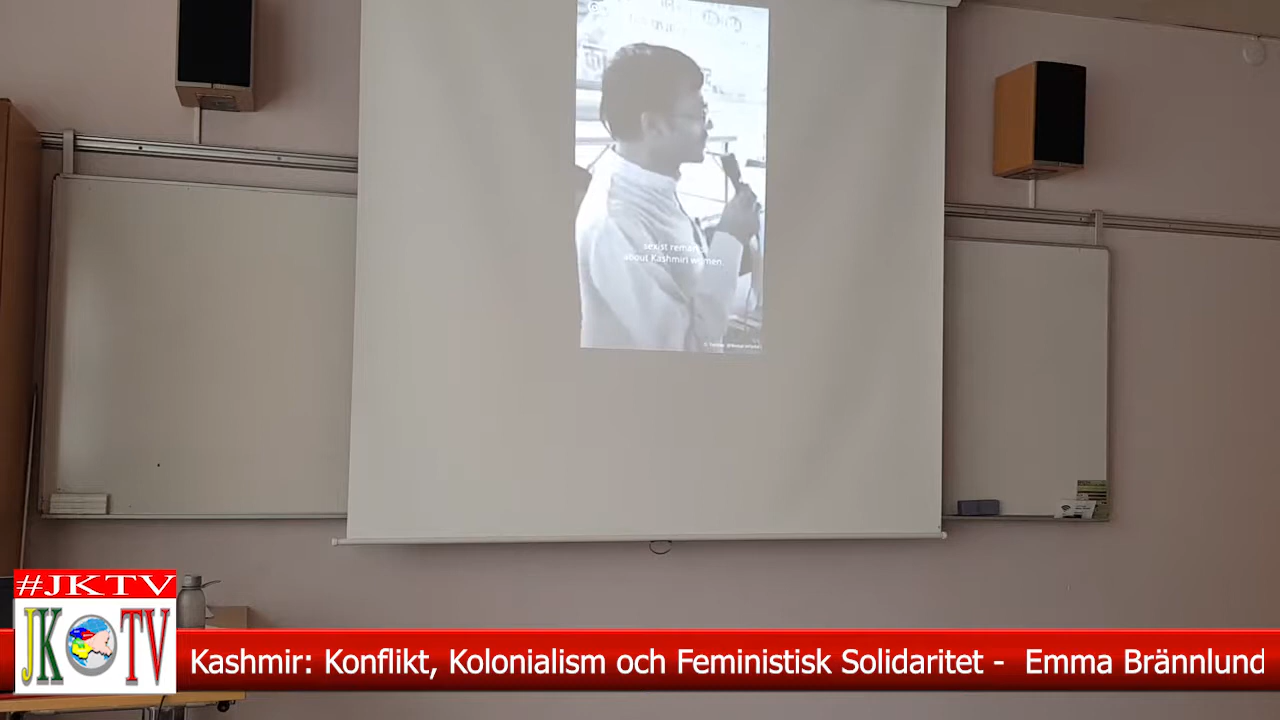 sexist remarks
about Kashmiri women
#JKTV
JK TV
Kashmir: Konflikt, Kolonialism och Feministisk Solidaritet - Emma Brännlund